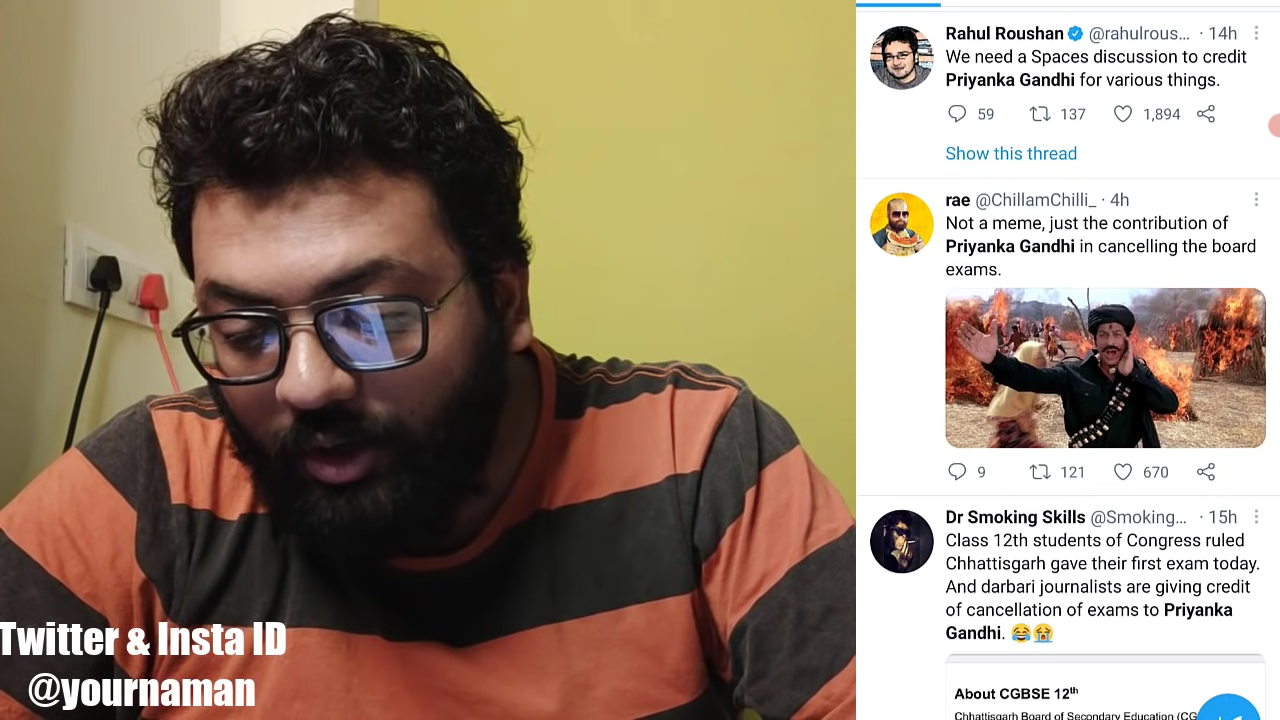 Rahul Roushan @rahulrous... · 14h
We need a Spaces discussion to credit
Priyanka Gandhi for various things.
59 137 1,894
Show this thread
rae @ChillamChilli_ · 4h
Not a meme, just the contribution of
Priyanka Gandhi in cancelling the board
exams.
9 121 670
Dr Smoking Skills @Smoking... · 15h
Class 12th students of Congress ruled
Chhattisgarh gave their first exam today.
And darbari journalists are giving credit
of cancellation of exams to Priyanka
Gandhi. 😂😭
About CGBSE 12th
Chhattisgarh Board of Secondary Education (CG
Twitter & Insta ID
@yournaman